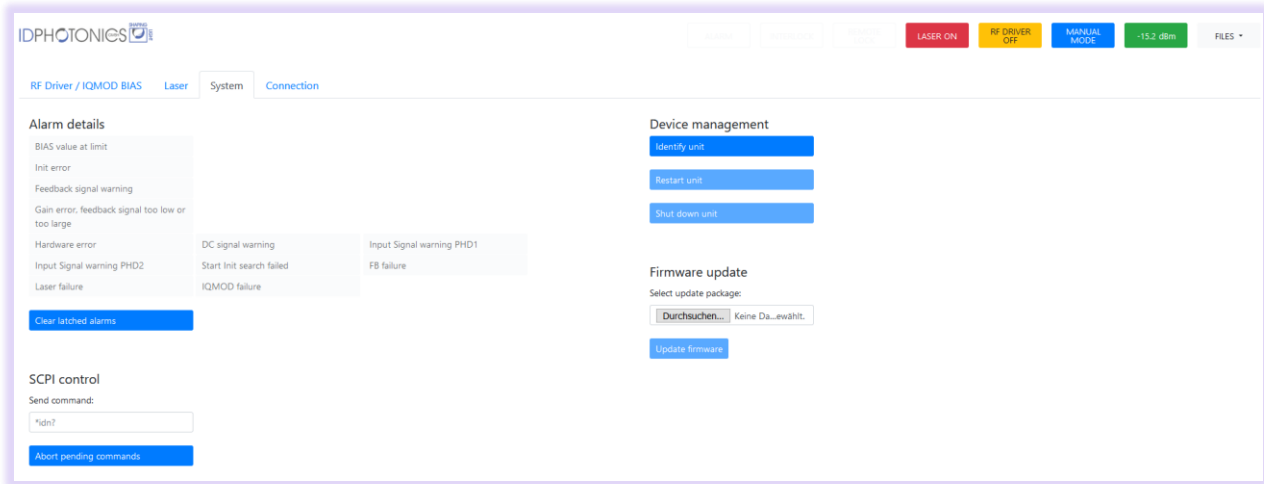 IDPHOTONICS SHAPING LIGHT
LASER ON
RF DRIVER
OFF
MANUAL
MODE
-15.2 dBm
FILES
RF Driver / IQMOD BIAS
Laser
System
Connection
Alarm details
BIAS value at limit
Init error
Feedback signal warning
Gain error, feedback signal too low or
too large
Hardware error
DC signal warning
Input Signal warning PHD1
Input Signal warning PHD2
Start Init search failed
FB failure
Laser failure
IQMOD failure
Clear latched alarms
SCPI control
Send command:
*idn?
Abort pending commands
Device management
Identify unit
Restart unit
Shut down unit
Firmware update
Select update package:
Durchsuchen... Keine Da...ewählt.
Update firmware